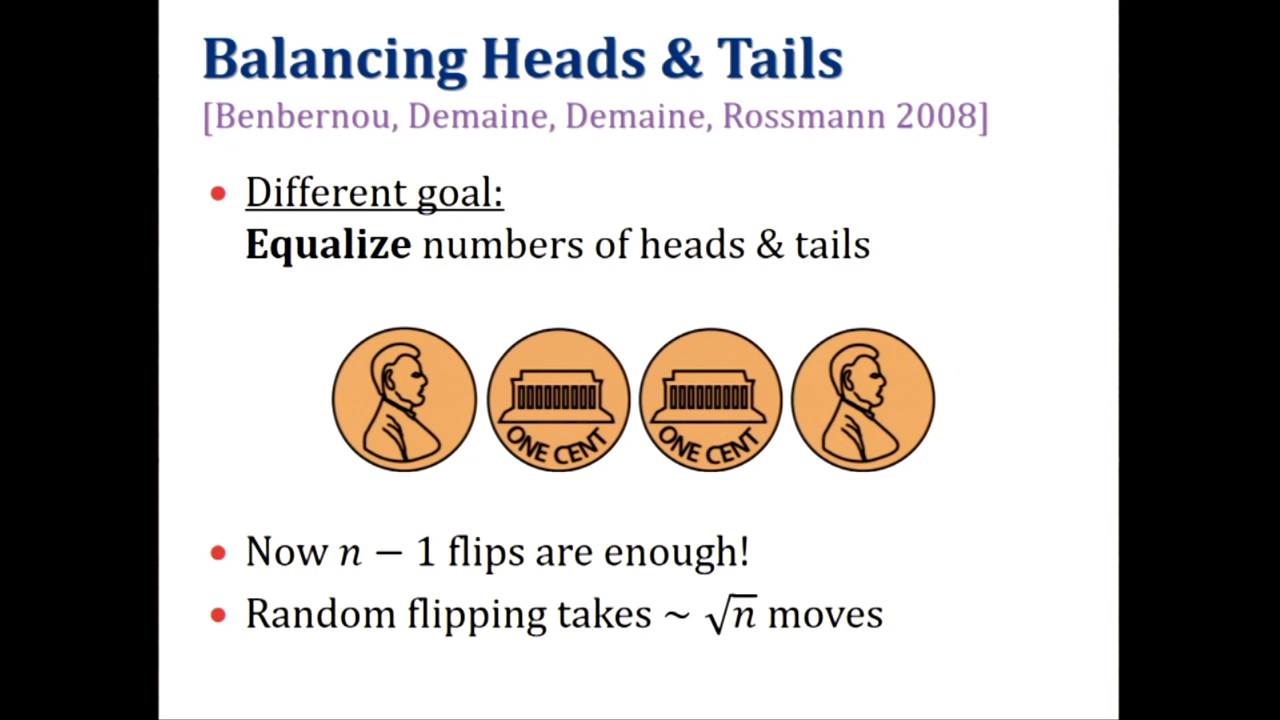 Balancing Heads & Tails
[Benbernou, Demaine, Demaine, Rossmann 2008]
• Different goal:
Equalize numbers of heads & tails
ONE CENT ONE CENT
• Now n − 1 flips are enough!
• Random flipping takes ~ √n moves